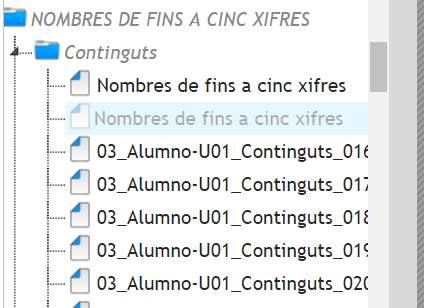 NOMBRES DE FINS A CINC XIFRES
Continguts
Nombres de fins a cinc xifres
Nombres de fins a cinc xifres
03_Alumno-U01_Continguts_016
03_Alumno-U01_Continguts_017
03_Alumno-U01_Continguts_018
03_Alumno-U01_Continguts_019
03_Alumno-U01_Continguts_020